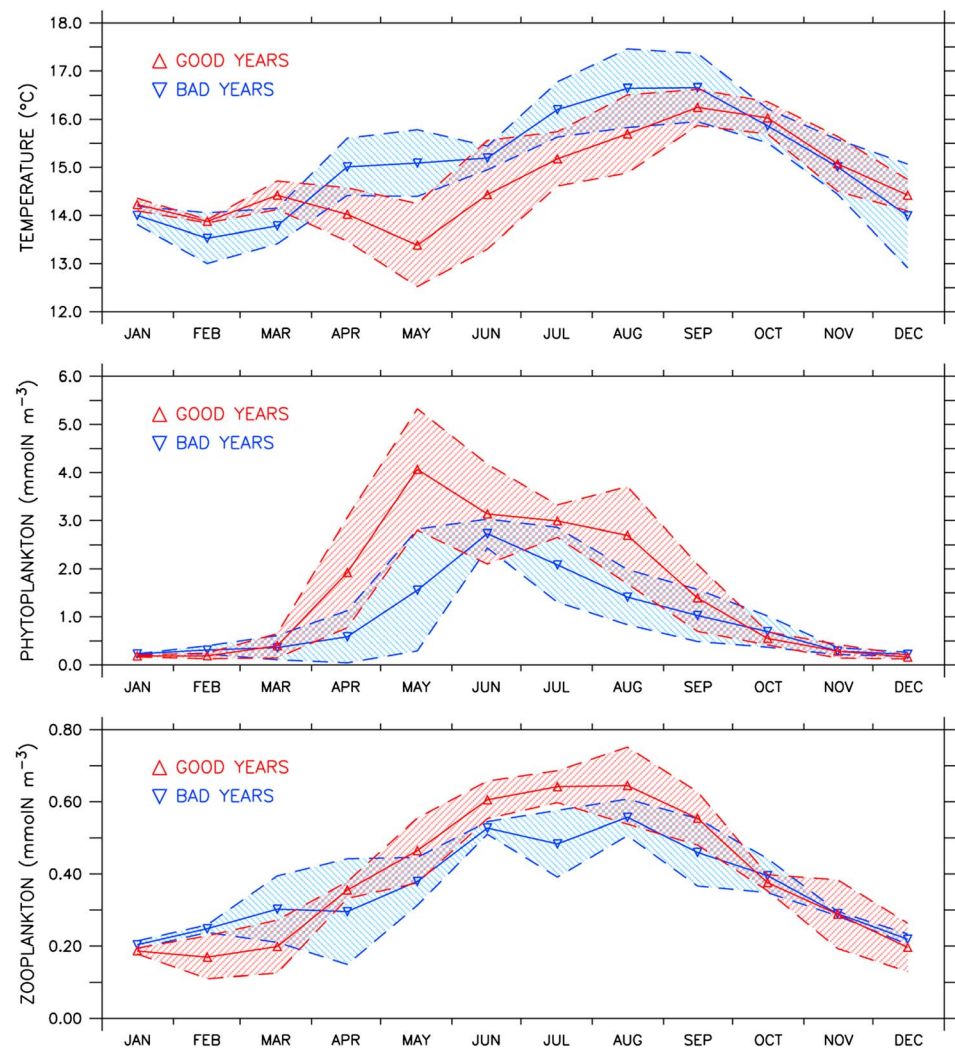 18.0
17.0
16.0
15.0
14.0
13.0
12.0
TEMPERATURE (°C)
△ GOOD YEARS
▽ BAD YEARS
JAN FEB MAR APR MAY JUN JUL AUG SEP OCT NOV DEC
6.0
5.0
4.0
3.0
2.0
1.0
0.0
PHYTOPLANKTON (mmolN m⁻³)
△ GOOD YEARS
▽ BAD YEARS
JAN FEB MAR APR MAY JUN JUL AUG SEP OCT NOV DEC
0.80
0.60
0.40
0.20
0.00
ZOOPLANKTON (mmolN m⁻³)
△ GOOD YEARS
▽ BAD YEARS
JAN FEB MAR APR MAY JUN JUL AUG SEP OCT NOV DEC